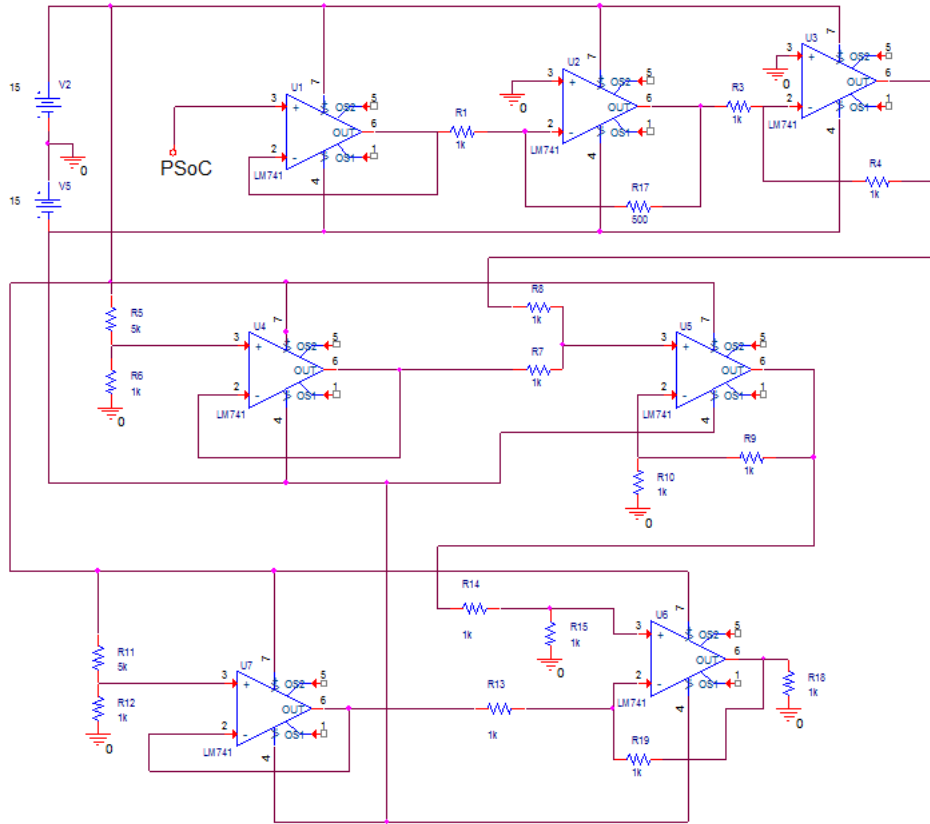 15
V2
0
15
V5
PSoC
U1
3
+
2
-
7
4
6
5
1
OS2
OUT
OS1
LM741
R1
1k
U2
3
+
0
2
-
6
5
1
OS2
OUT
OS1
LM741
R17
500
R3
1k
U3
3
+
0
2
-
7
4
6
5
1
OS2
OUT
OS1
LM741
R4
1k
R5
5k
R6
1k
0
U4
3
+
2
-
7
4
6
5
1
OS2
OUT
OS1
LM741
R8
1k
R7
1k
U5
3
+
2
-
7
4
6
5
1
OS2
OUT
OS1
LM741
R9
1k
R10
1k
0
R11
5k
R12
1k
0
U7
3
+
2
-
7
4
6
5
1
OS2
OUT
OS1
LM741
R13
1k
R14
1k
R15
1k
0
U6
3
+
2
-
7
4
6
5
1
OS2
OUT
OS1
LM741
R19
1k
R18
1k
0